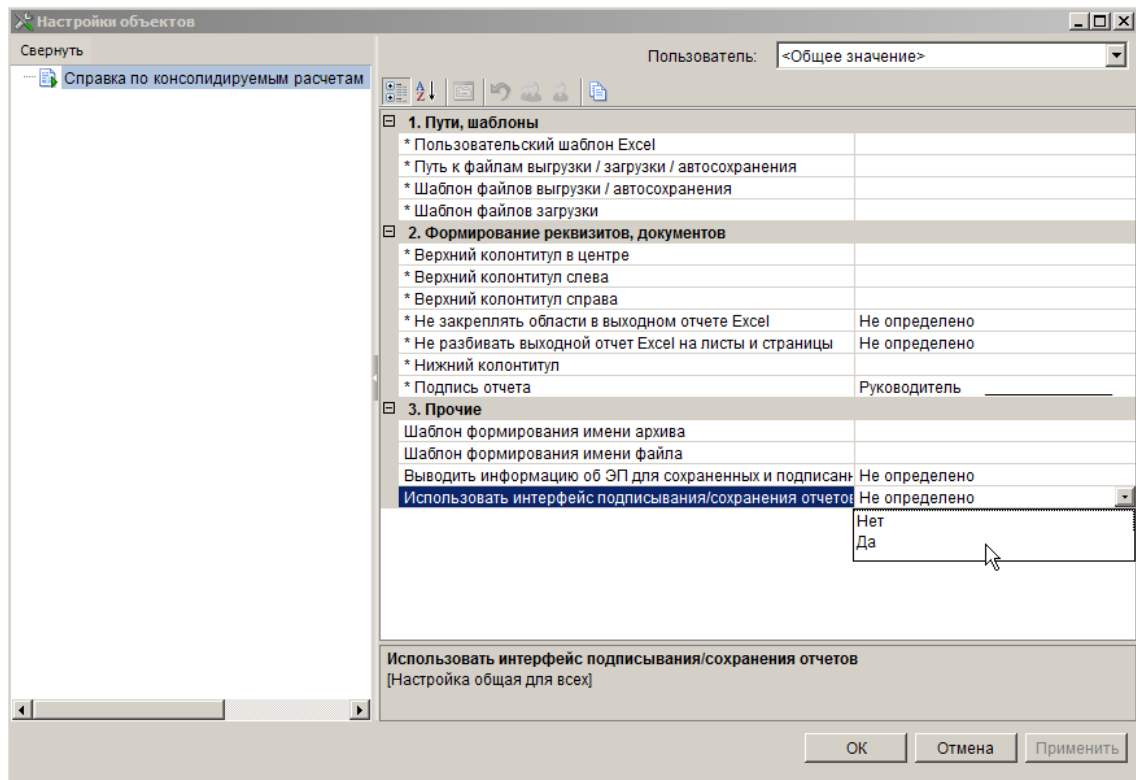 Настройки объектов
Свернуть
Справка по консолидируемым расчетам
Пользователь: <Общее значение>
1. Пути, шаблоны
* Пользовательский шаблон Excel
* Путь к файлам выгрузки / загрузки / автосохранения
* Шаблон файлов выгрузки / автосохранения
* Шаблон файлов загрузки
2. Формирование реквизитов, документов
* Верхний колонтитул в центре
* Верхний колонтитул слева
* Верхний колонтитул справа
* Не закреплять области в выходном отчете Excel Не определено
* Не разбивать выходной отчет Excel на листы и страницы Не определено
* Нижний колонтитул
* Подпись отчета Руководитель ________________
3. Прочие
Шаблон формирования имени архива
Шаблон формирования имени файла
Выводить информацию об ЭП для сохраненных и подписанн Не определено
Использовать интерфейс подписывания/сохранения отчетов Не определено
Нет
Да
Использовать интерфейс подписывания/сохранения отчетов
[Настройка общая для всех]
ОК Отмена Применить